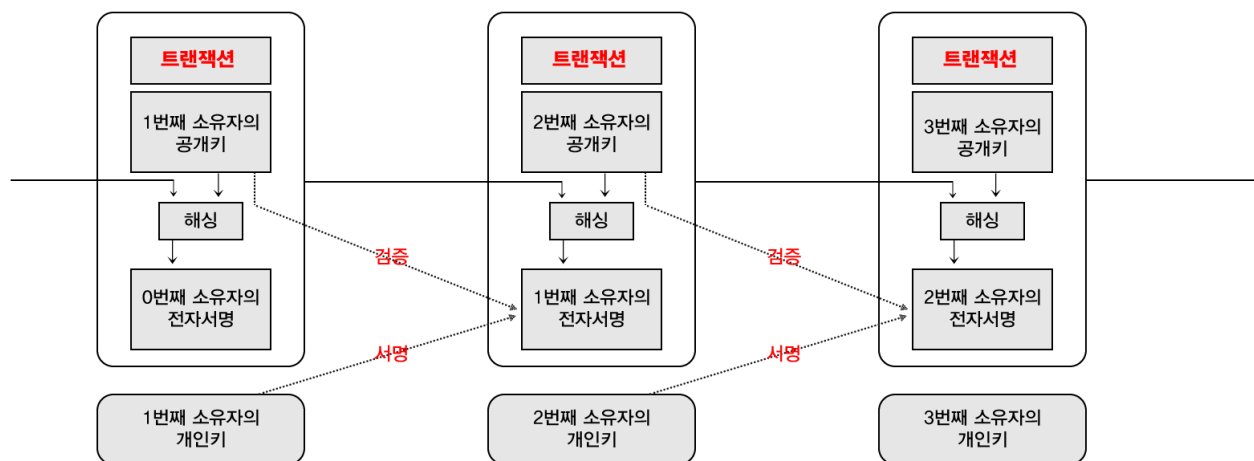 트랜잭션
1번째 소유자의
공개키
해싱
0번째 소유자의
전자서명
1번째 소유자의
개인키
검증
서명
트랜잭션
2번째 소유자의
공개키
해싱
1번째 소유자의
전자서명
2번째 소유자의
개인키
검증
서명
트랜잭션
3번째 소유자의
공개키
해싱
2번째 소유자의
전자서명
3번째 소유자의
개인키